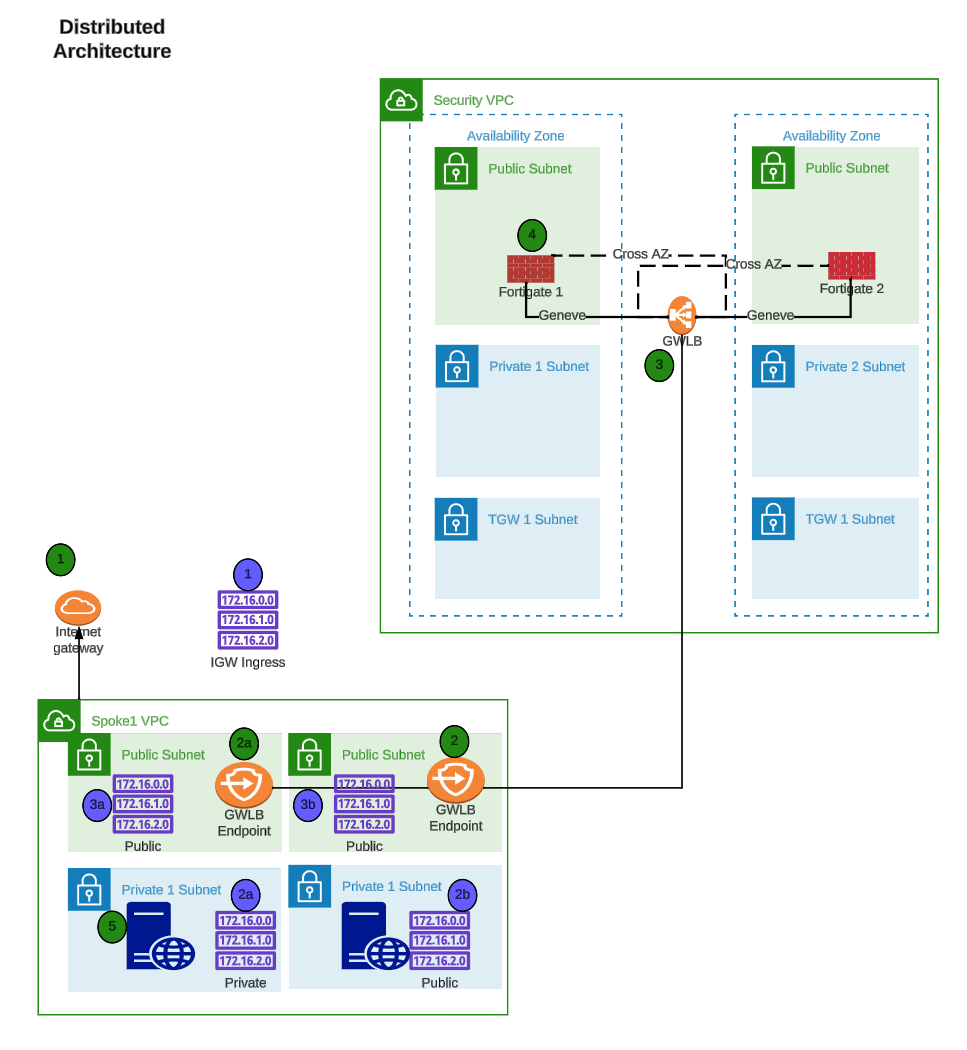 Distributed
Architecture
Security VPC
Availability Zone
Availability Zone
Public Subnet
Public Subnet
4
Cross AZ
Cross AZ
Fortigate 1
Fortigate 2
Geneve
Geneve
GWLB
3
Private 1 Subnet
Private 2 Subnet
TGW 1 Subnet
TGW 1 Subnet
1
Internet
gateway
1
172.16.0.0
172.16.1.0
172.16.2.0
IGW Ingress
Spoke1 VPC
Public Subnet
2a
3a
172.16.0.0
172.16.1.0
172.16.2.0
Public
GWLB
Endpoint
Public Subnet
2
3b
172.16.0.0
172.16.1.0
172.16.2.0
Public
GWLB
Endpoint
Private 1 Subnet
2a
5
172.16.0.0
172.16.1.0
172.16.2.0
Private
Private 1 Subnet
2b
172.16.0.0
172.16.1.0
172.16.2.0
Public